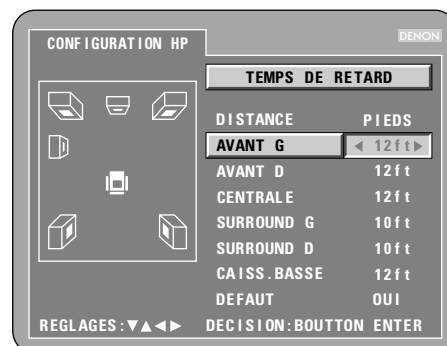 CONFIGURATION HP
DENON
TEMPS DE RETARD
DISTANCE PIEDS
AVANT G ◀ 12ft▶
AVANT D 12ft
CENTRALE 12ft
SURROUND G 10ft
SURROUND D 10ft
CAISS.BASSE 12ft
DEFAUT OUI
REGLAGES:▼▲◀▶ DECISION:BOUTTON ENTER